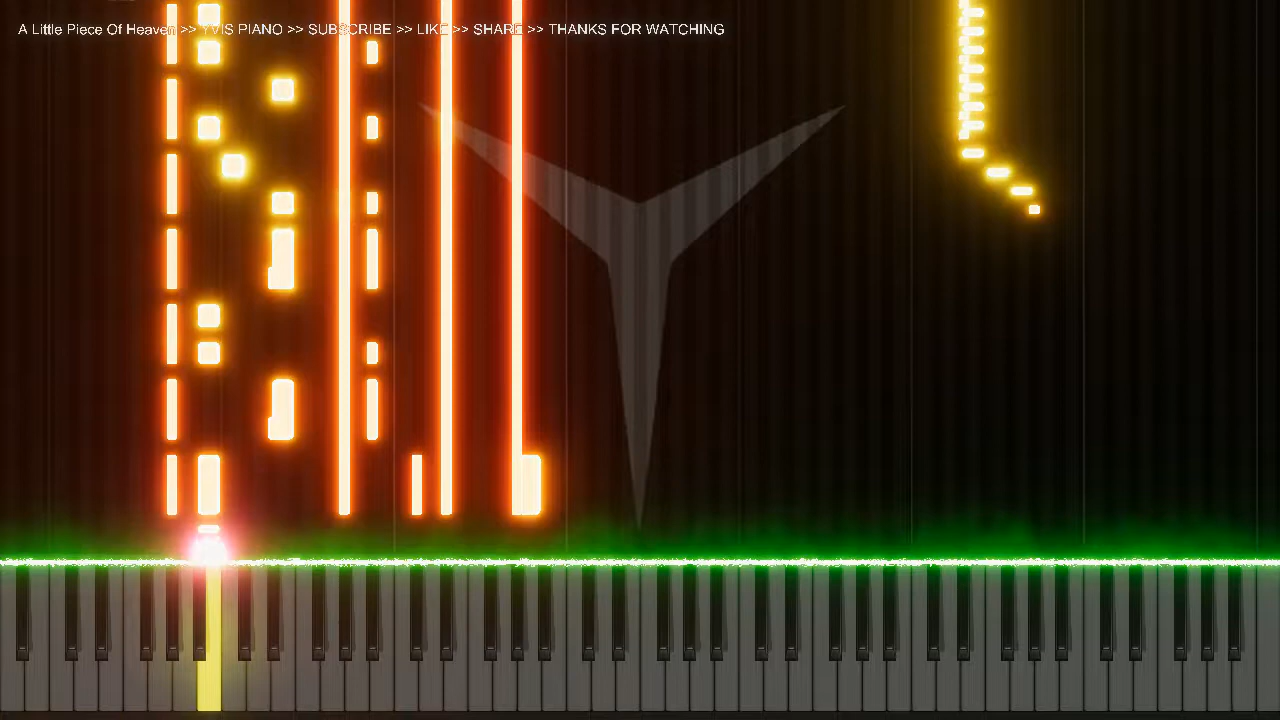 A Little Piece Of Heaven >> YVIS PIANO >> SUBSCRIBE >> LIKE >> SHARE >> THANKS FOR WATCHING